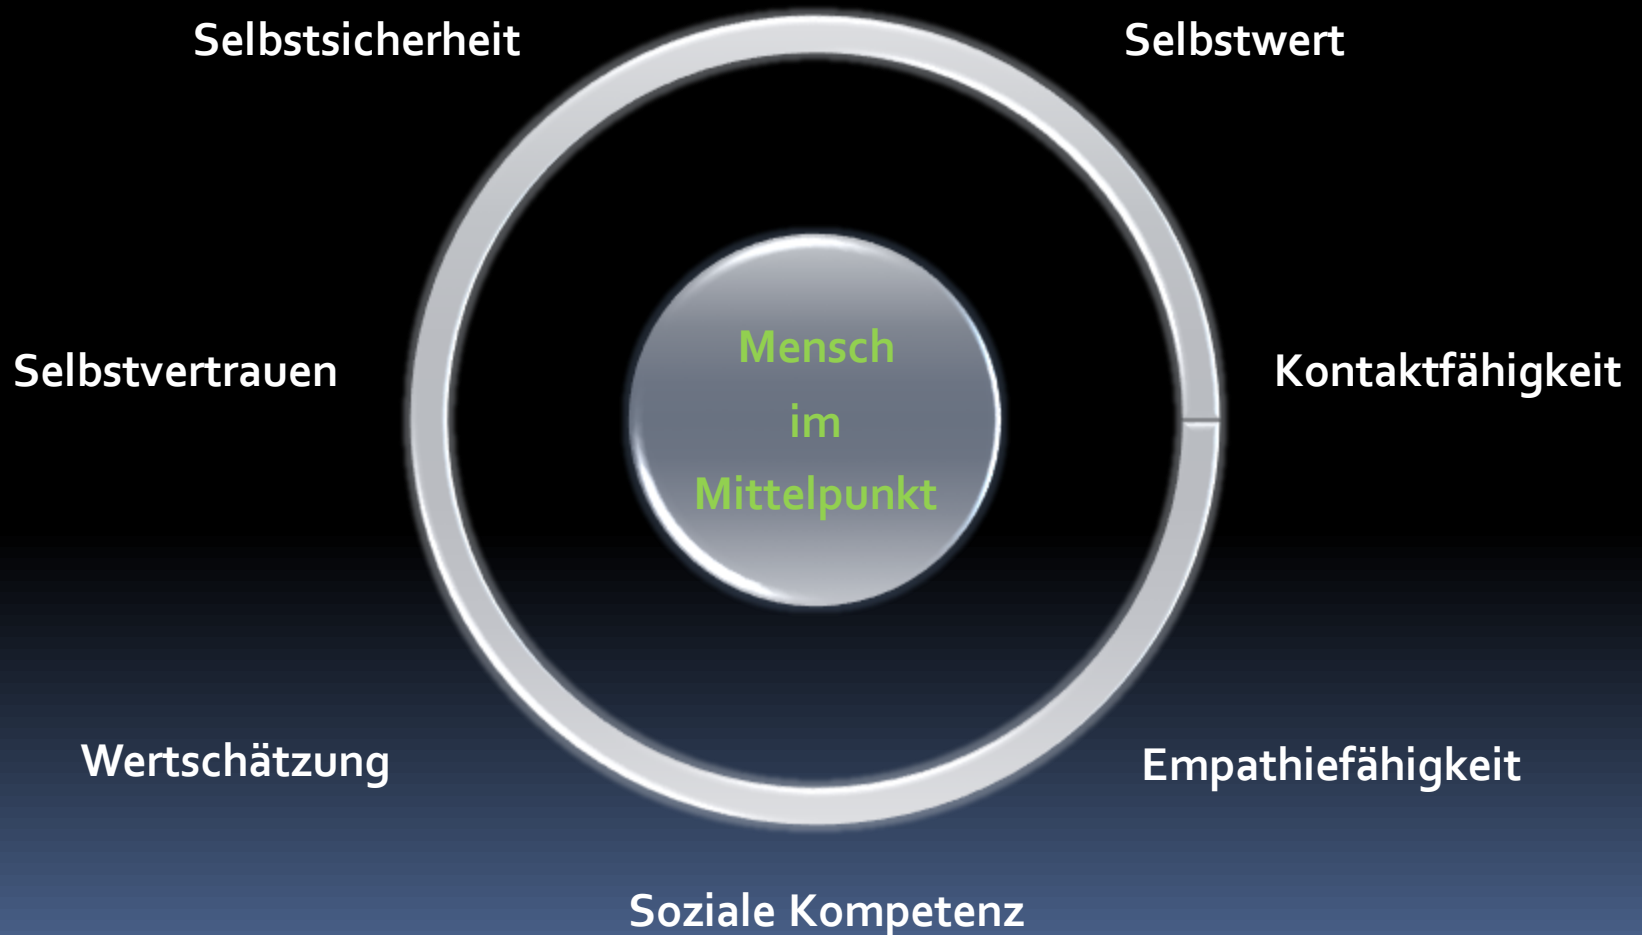 Selbstsicherheit
Selbstwert
Selbstvertrauen
Mensch
im
Mittelpunkt
Kontaktfähigkeit
Wertschätzung
Empathiefähigkeit
Soziale Kompetenz